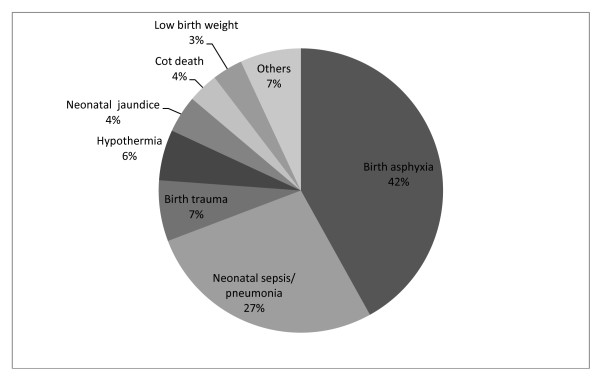 Low birth weight
3%
Cot death
4%
Neonatal jaundice
4%
Hypothermia
6%
Birth trauma
7%
Others
7%
Birth asphyxia
42%
Neonatal sepsis/
pneumonia
27%